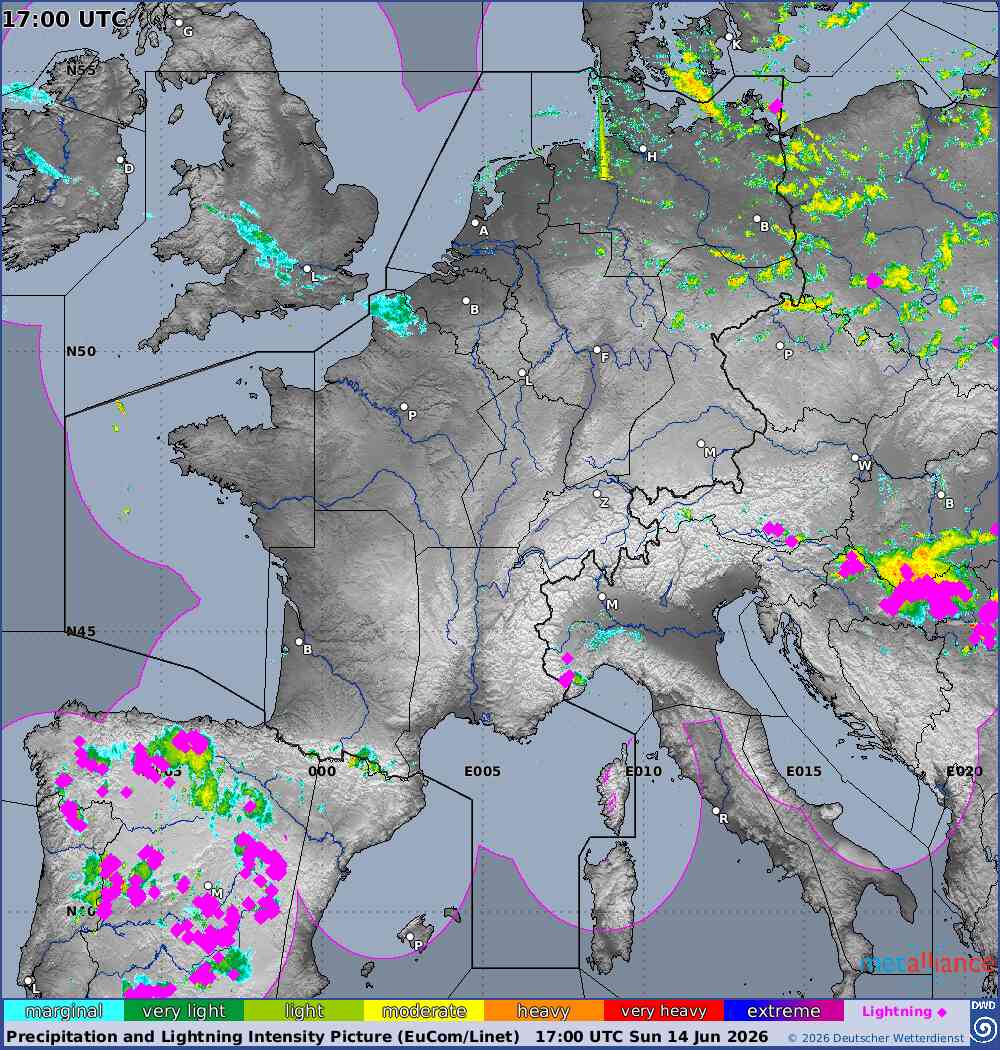 17:00 UTC
G
K
N55
D
H
A
B
L
B
N50
F
P
L
P
M
W
Z
B
M
N45
B
000
E005
E010
E015
E020
R
M
N40
P
L
metalliance
marginal very light light moderate heavy very heavy extreme Lightning
DWD
Precipitation and Lightning Intensity Picture (EuCom/Linet) 17:00 UTC Sun 14 Jun 2026 © 2026 Deutscher Wetterdienst